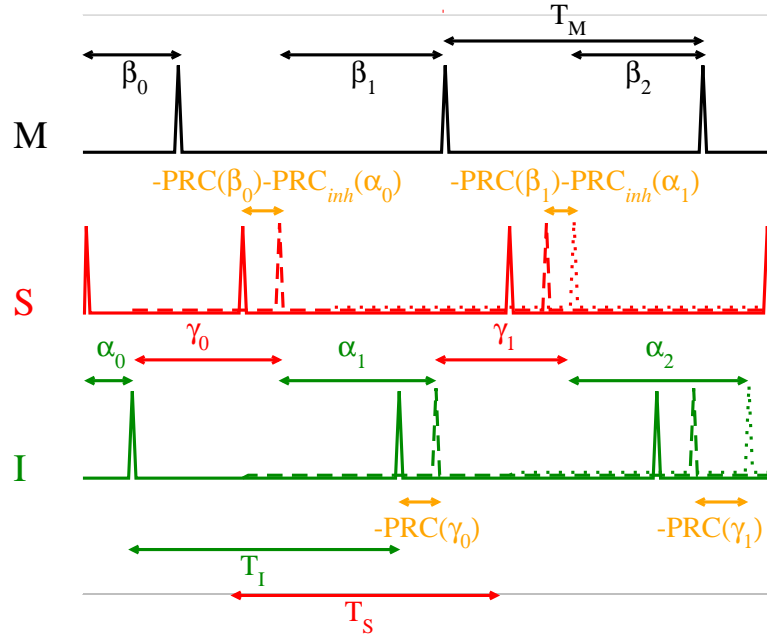 T_M
β_0 β_1 β_2
M
-PRC(β_0)-PRC_inh(α_0) -PRC(β_1)-PRC_inh(α_1)
S
γ_0 γ_1
α_0 α_1 α_2
I
-PRC(γ_0) -PRC(γ_1)
T_I
T_S